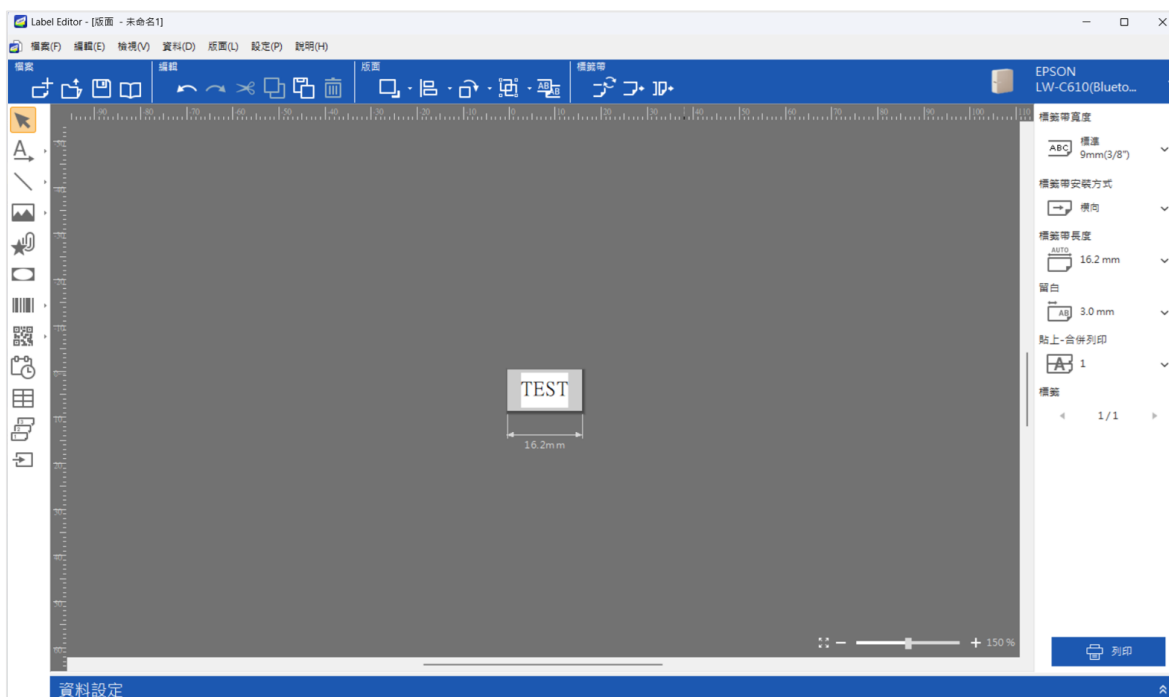 Label Editor - [版面 - 未命名1]
檔案(F) 編輯(E) 檢視(V) 資料(D) 版面(L) 設定(P) 說明(H)
檔案 編輯 版面 標籤帶
EPSON
LW-C610(Blueto...
標籤帶寬度
ABC 標準
9mm(3/8")
標籤帶安裝方式
橫向
標籤帶長度
AUTO
16.2 mm
留白
AB 3.0 mm
貼上-合併列印
A 1
標籤
1/1
TEST
16.2mm
150 %
列印
資料設定